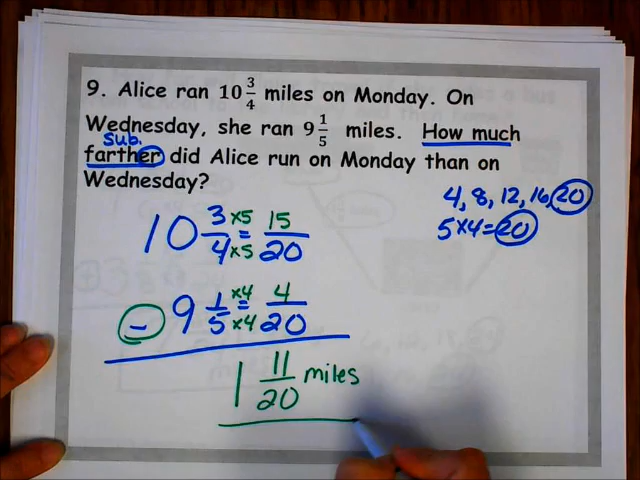 9. Alice ran 10 3/4 miles on Monday. On
Wednesday, she ran 9 1/5 miles. How much
sub.
farther did Alice run on Monday than on
Wednesday?
4, 8, 12, 16, 20
5×4=20
10 3/4 ×5 = ×5 15/20
- 9 1/5 ×4 = ×4 4/20
1 11/20 miles